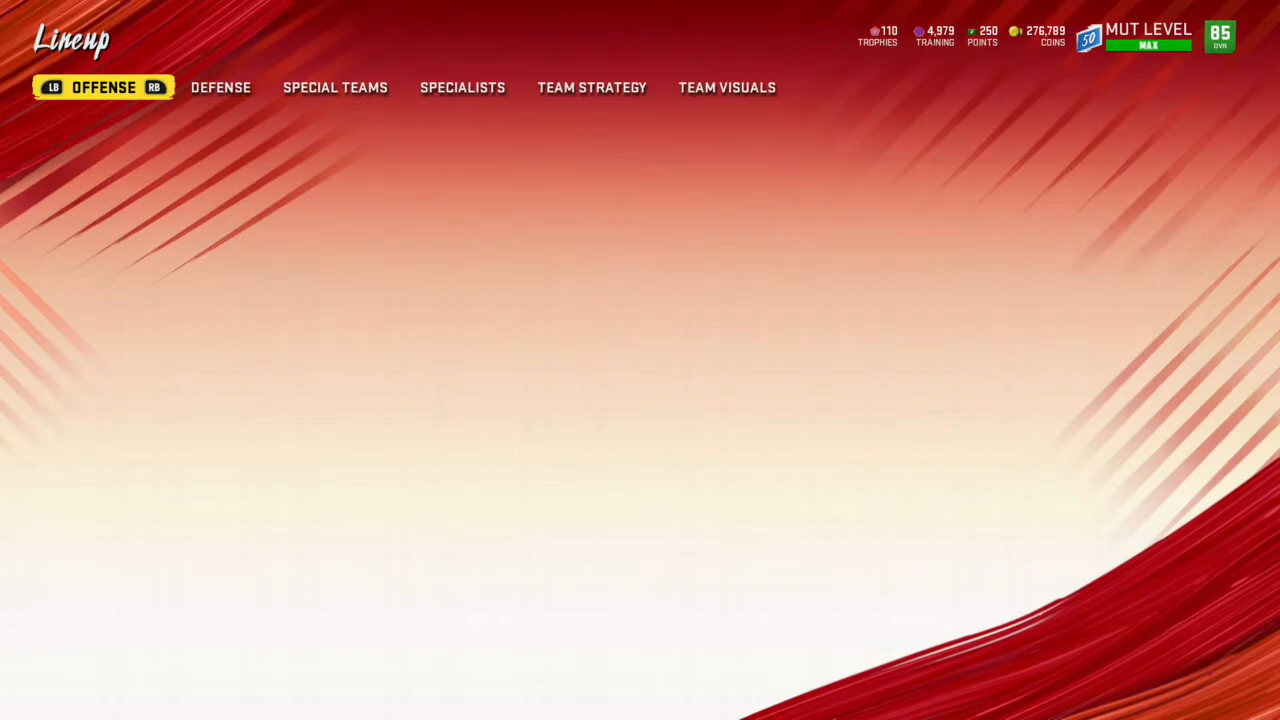 Lineup
110 TROPHIES
4,979 TRAINING
250 POINTS
276,789 COINS
50
MUT LEVEL
MAX
85
OVR
LB OFFENSE RB DEFENSE SPECIAL TEAMS SPECIALISTS TEAM STRATEGY TEAM VISUALS